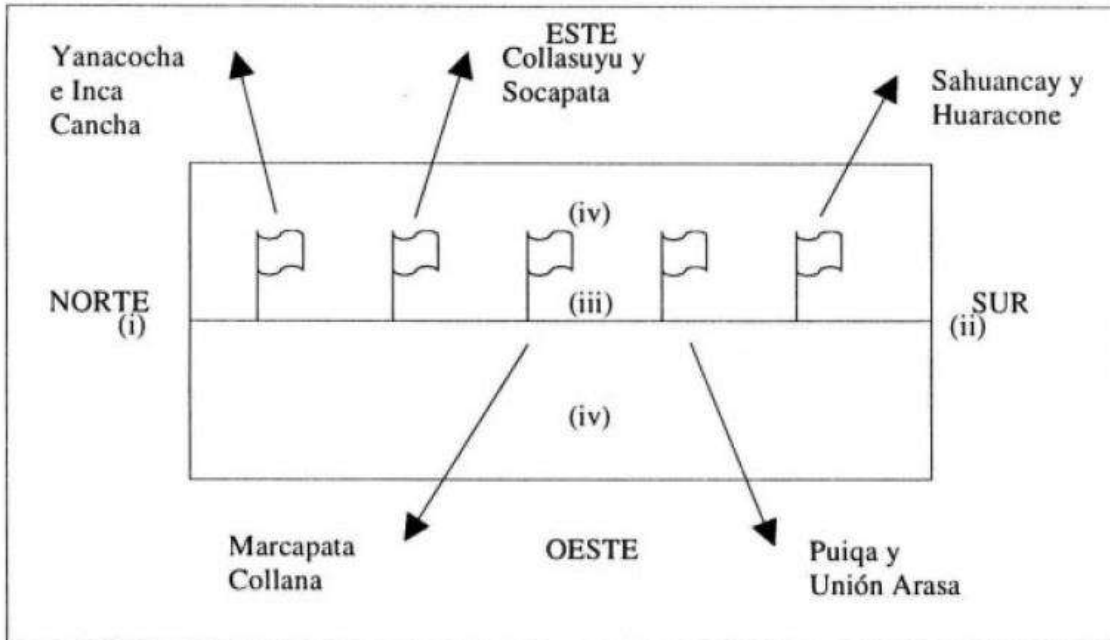 ESTE
Yanacocha
e Inca
Cancha
Collasuyu y
Socapata
Sahuancay y
Huaracone
(iv)
NORTE
(i)
(iii)
SUR
(ii)
(iv)
Marcapata
Collana
OESTE
Puiqa y
Unión Arasa